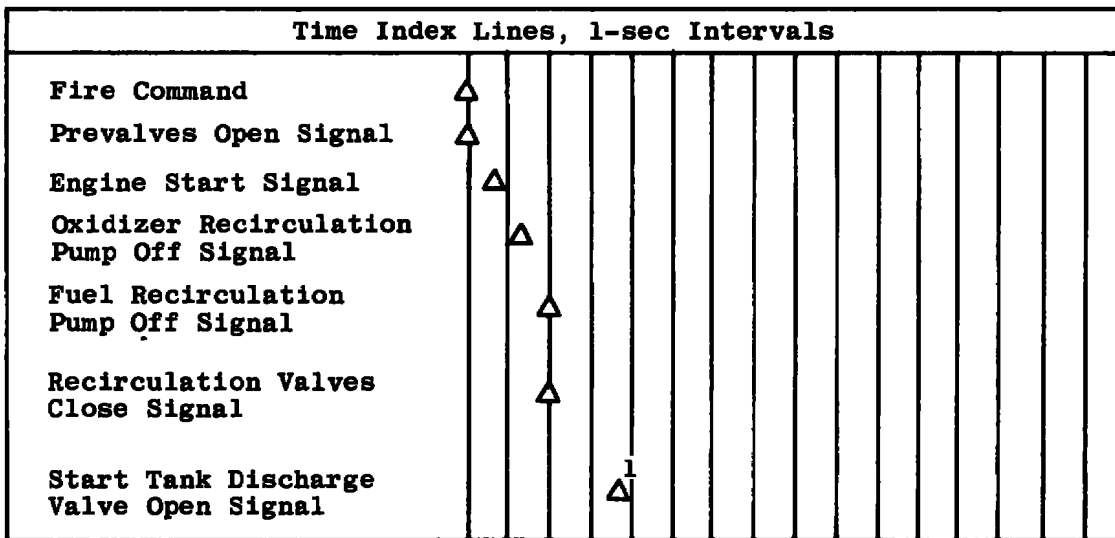 Time Index Lines, 1-sec Intervals
Fire Command
Prevalves Open Signal
Engine Start Signal
Oxidizer Recirculation
Pump Off Signal
Fuel Recirculation
Pump Off Signal
Recirculation Valves
Close Signal
1
Start Tank Discharge
Valve Open Signal